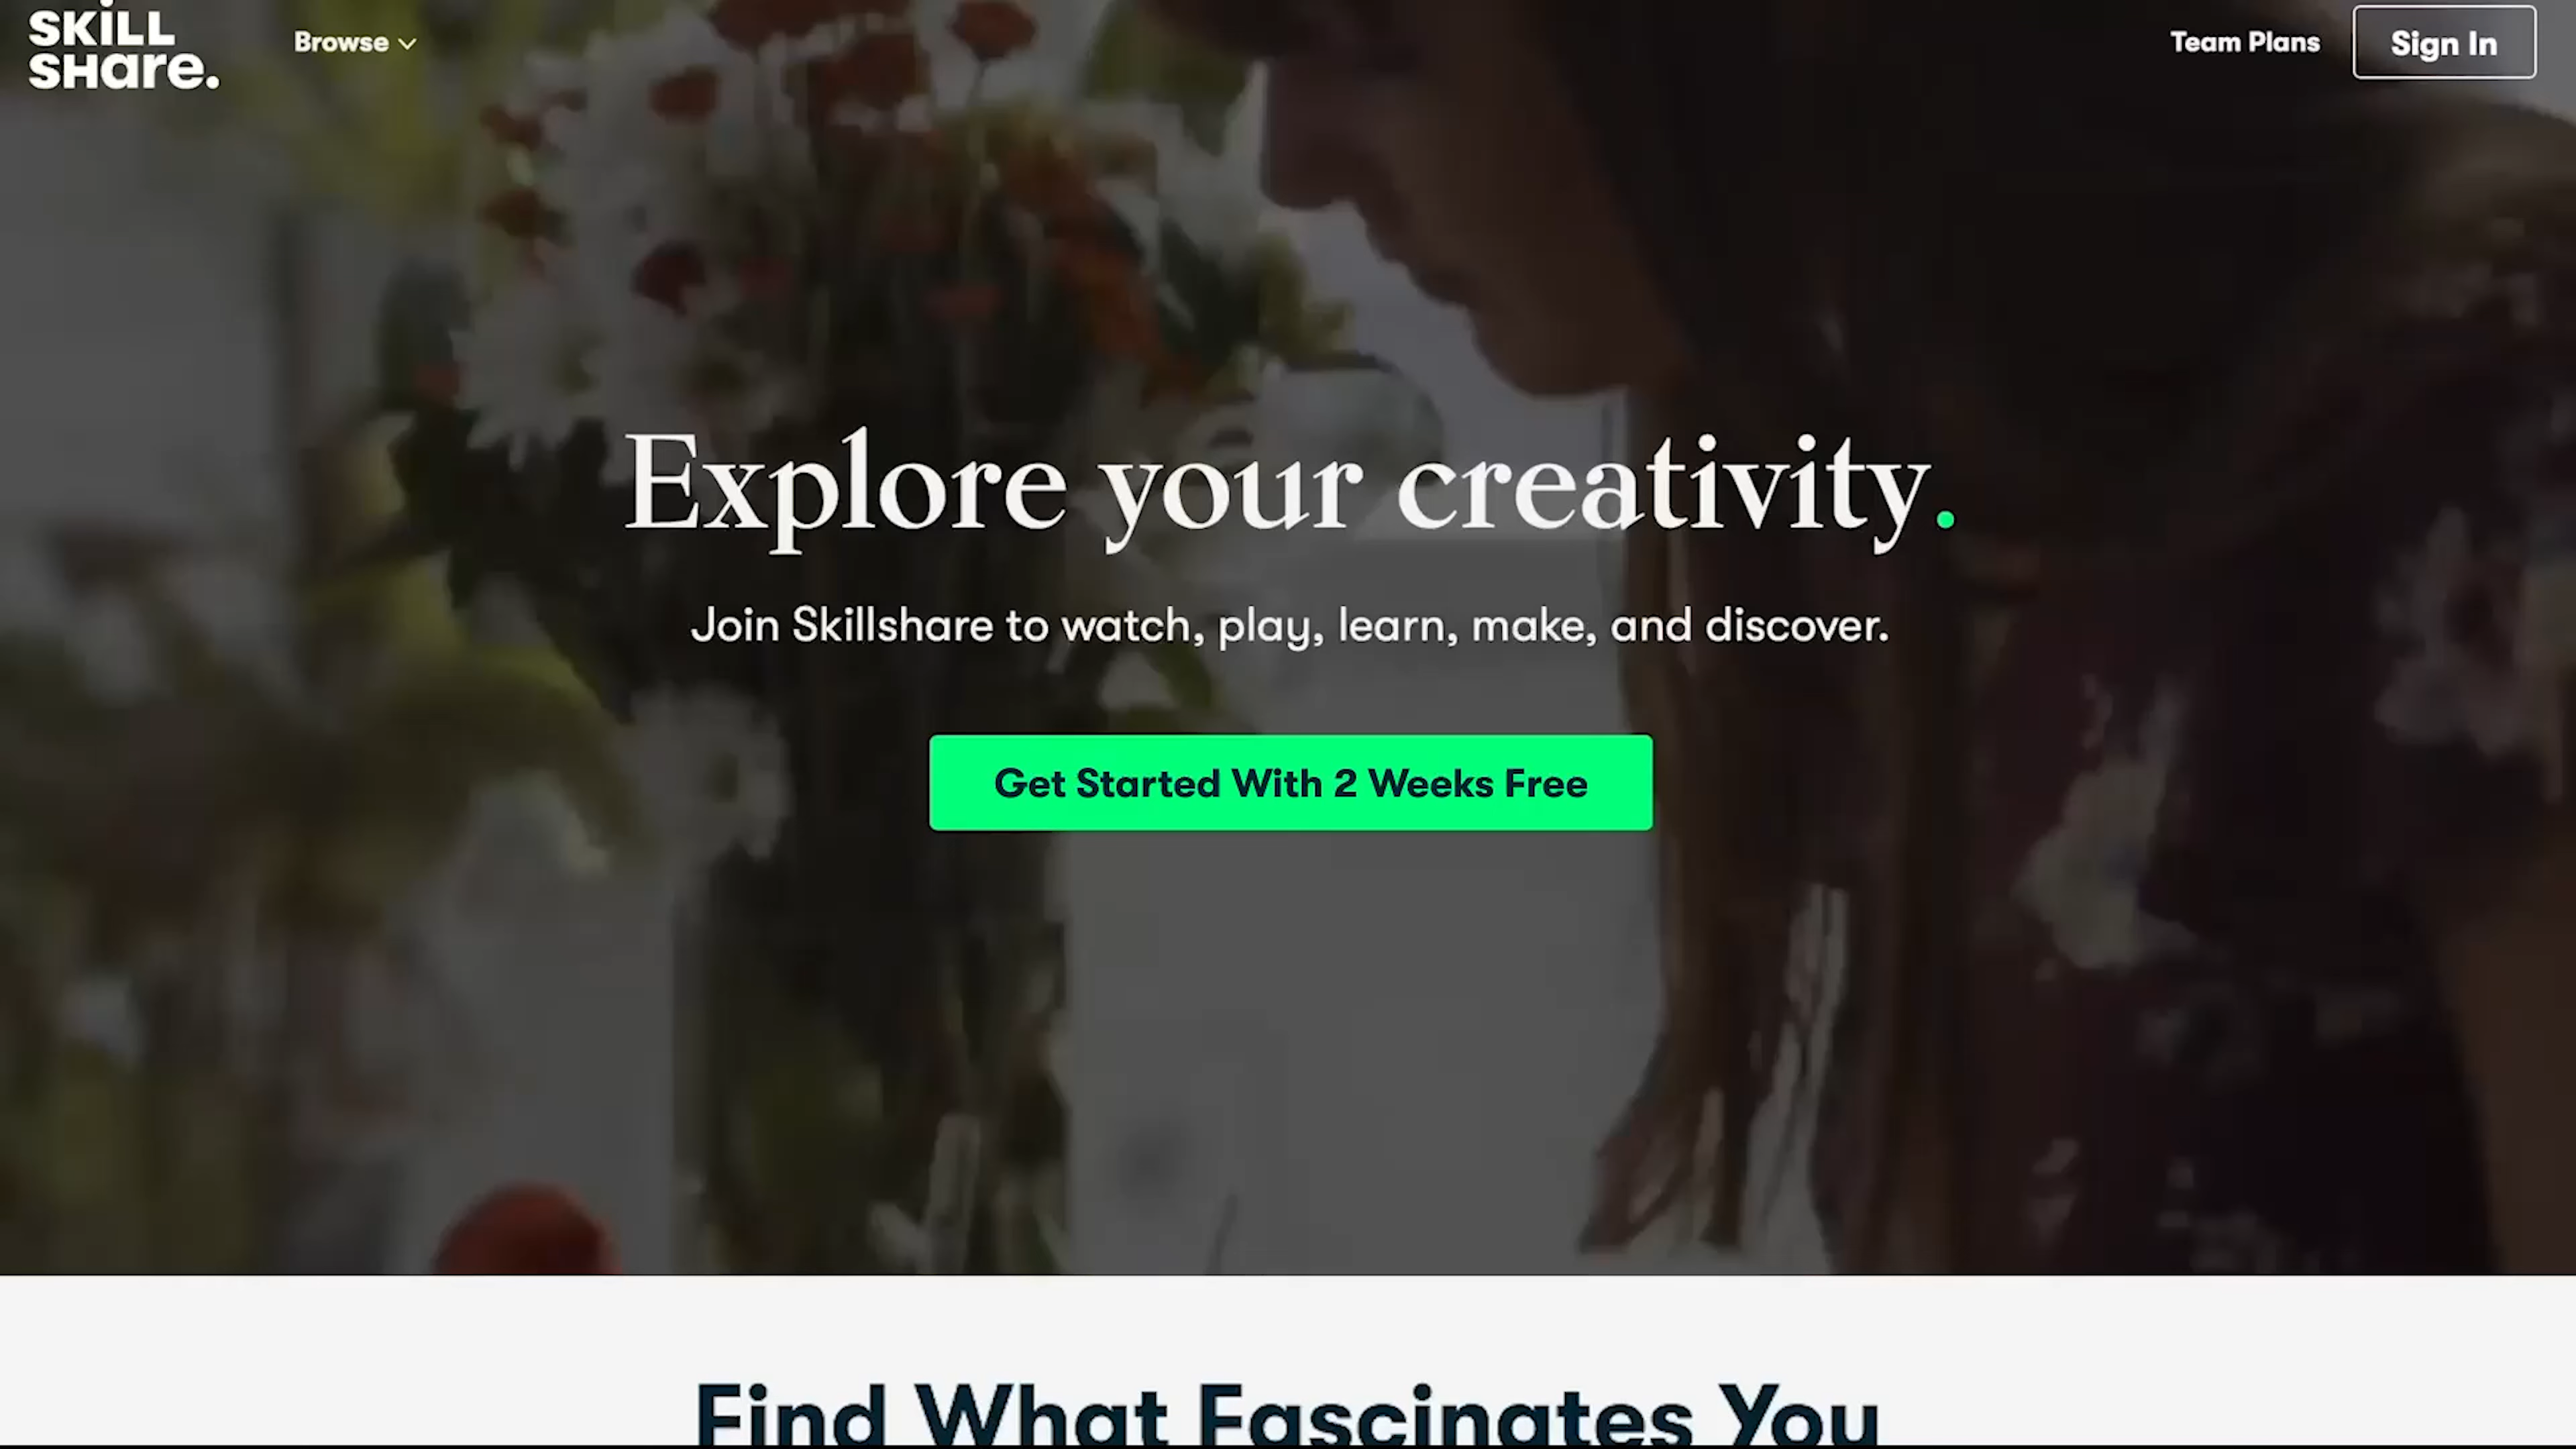 SKILL
SHare.
Browse
Team Plans
Sign In
Explore your creativity.
Join Skillshare to watch, play, learn, make, and discover.
Get Started With 2 Weeks Free
Find What Fascinates You